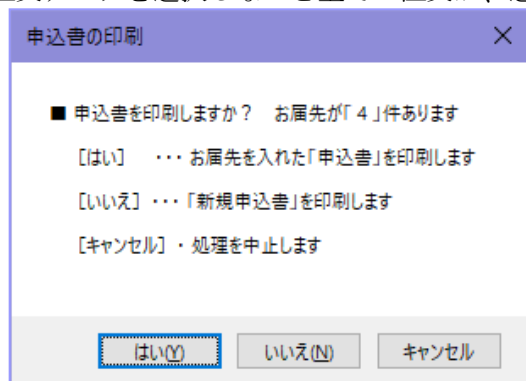 申込書の印刷
■ 申込書を印刷しますか？　お届先が「 4 」件あります
［はい］　・・・ お届先を入れた「申込書」を印刷します
［いいえ］・・・「新規申込書」を印刷します
［キャンセル］・ 処理を中止します
はい(Y)　いいえ(N)　キャンセル